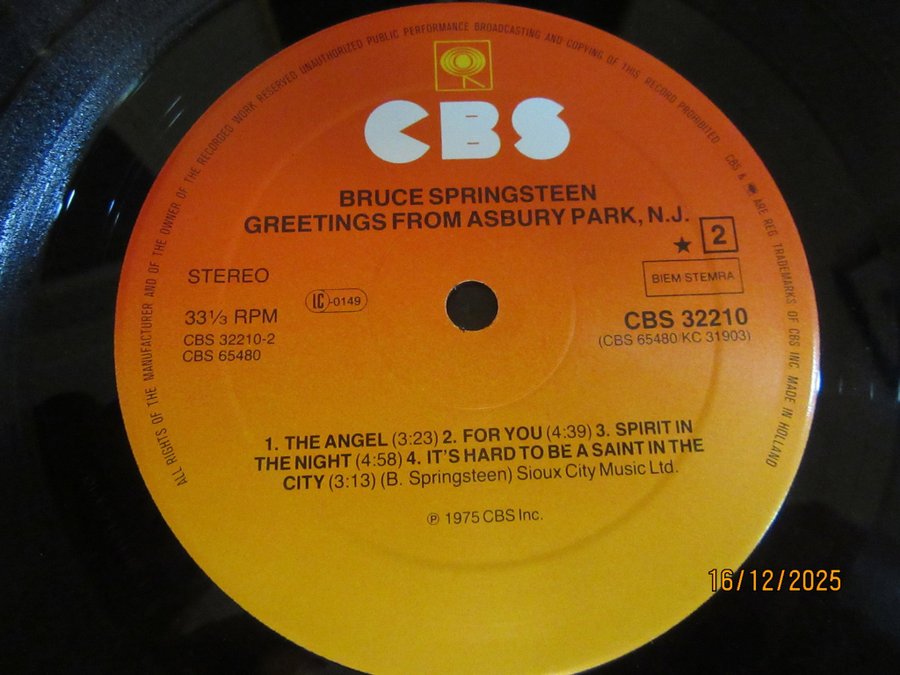 ALL RIGHTS OF THE MANUFACTURER AND OF THE OWNER OF THE RECORDED WORK RESERVED UNAUTHORIZED PUBLIC PERFORMANCE BROADCASTING AND COPYING OF THIS RECORD PROHIBITED CBS & ARE REG. TRADEMARKS OF CBS INC. MADE IN HOLLAND
CBS
BRUCE SPRINGSTEEN
GREETINGS FROM ASBURY PARK, N.J.
★ 2
STEREO
BIEM STEMRA
LC-0149
33⅓ RPM
CBS 32210
CBS 32210-2
(CBS 65480/KC 31903)
CBS 65480
1. THE ANGEL (3:23) 2. FOR YOU (4:39) 3. SPIRIT IN
THE NIGHT (4:58) 4. IT'S HARD TO BE A SAINT IN THE
CITY (3:13) (B. Springsteen) Sioux City Music Ltd.
℗ 1975 CBS Inc.
16/12/2025